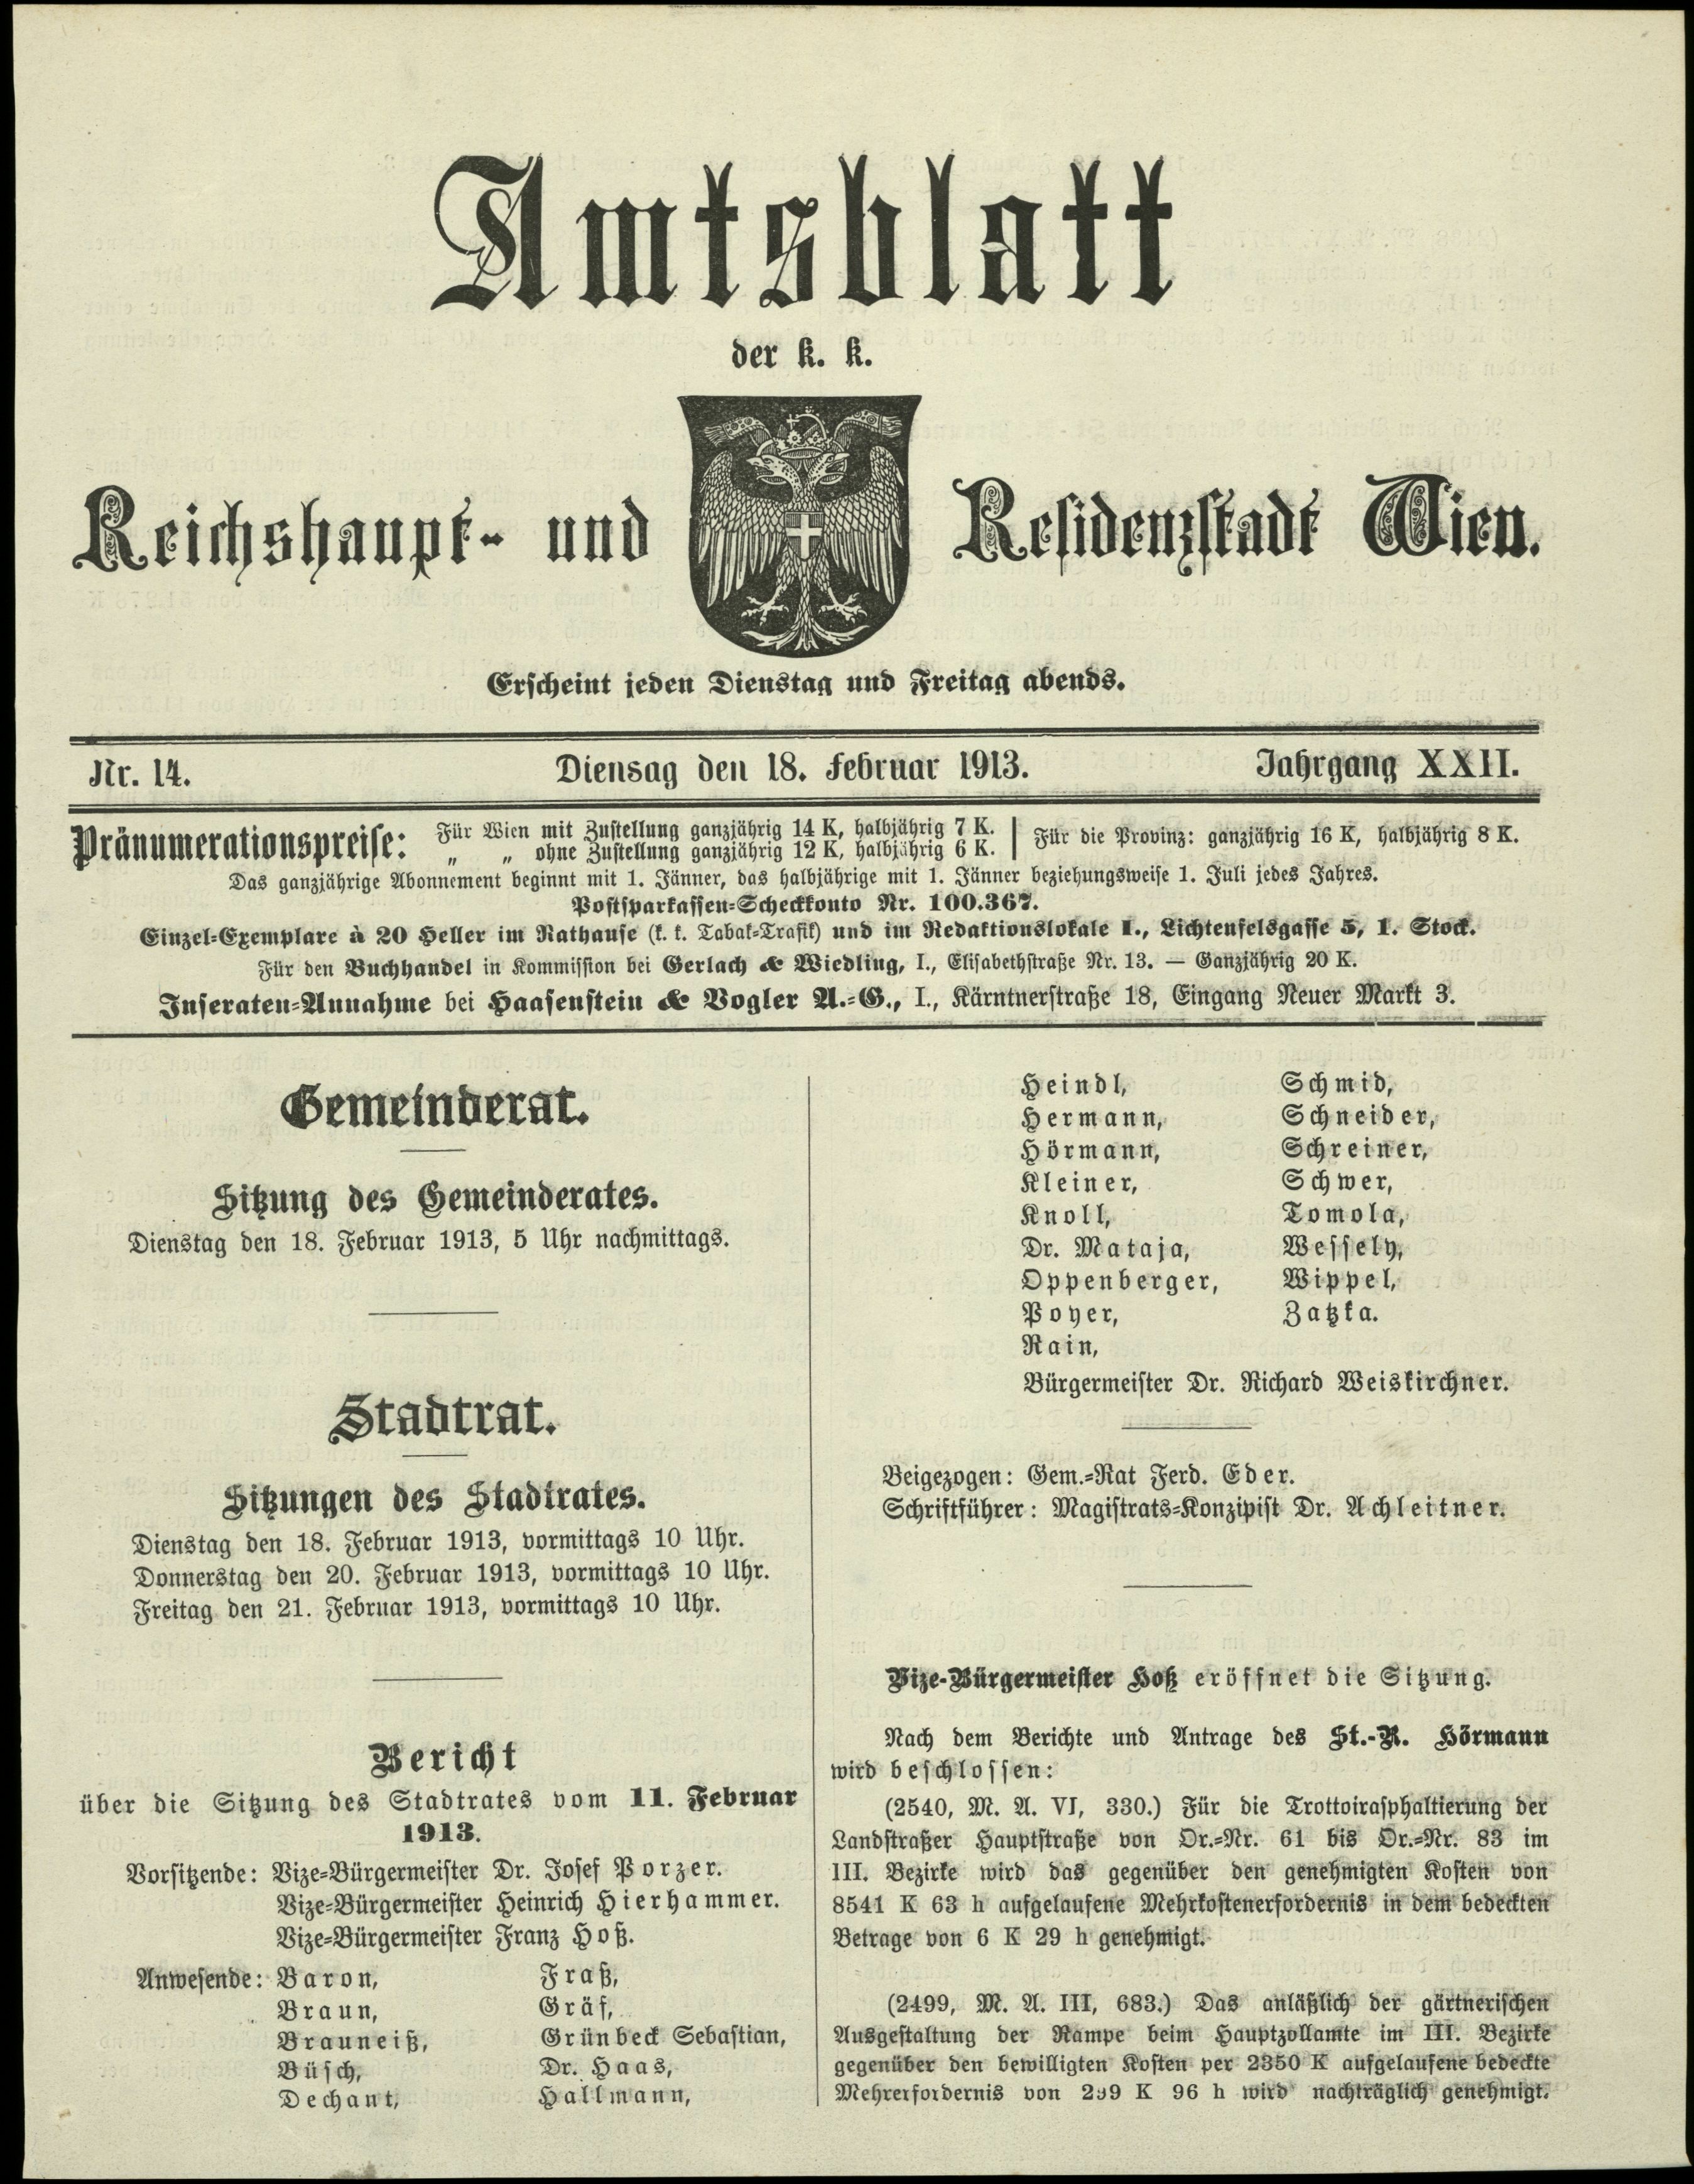 Amtsblatt
der k. k.
Reichshaupt- und Residenzstadt Wien.
Erscheint jeden Dienstag und Freitag abends.
Nr. 14. Diensag den 18. Februar 1913. Jahrgang XXII.
Pränumerationspreise: Für Wien mit Zustellung ganzjährig 14 K, halbjährig 7 K.
„ „ ohne Zustellung ganzjährig 12 K, halbjährig 6 K.
Für die Provinz: ganzjährig 16 K, halbjährig 8 K.
Das ganzjährige Abonnement beginnt mit 1. Jänner, das halbjährige mit 1. Jänner beziehungsweise 1. Juli jedes Jahres.
Postsparkassen-Scheckkonto Nr. 100.367.
Einzel-Exemplare à 20 Heller im Rathause (k. k. Tabak-Trafik) und im Redaktionslokale I., Lichtenfelsgasse 5, 1. Stock.
Für den Buchhandel in Kommission bei Gerlach & Wiedling, I., Elisabethstraße Nr. 13. — Ganzjährig 20 K.
Inseraten-Annahme bei Haasenstein & Vogler A.-G., I., Kärntnerstraße 18, Eingang Neuer Markt 3.
Gemeinderat.
Sitzung des Gemeinderates.
Dienstag den 18. Februar 1913, 5 Uhr nachmittags.
Stadtrat.
Sitzungen des Stadtrates.
Dienstag den 18. Februar 1913, vormittags 10 Uhr.
Donnerstag den 20. Februar 1913, vormittags 10 Uhr.
Freitag den 21. Februar 1913, vormittags 10 Uhr.
Bericht
über die Sitzung des Stadtrates vom 11. Februar
1913.
Vorsitzende: Vize-Bürgermeister Dr. Josef Porzer.
Vize-Bürgermeister Heinrich Hierhammer.
Vize-Bürgermeister Franz Hoß.
Anwesende: Baron, Fraß,
Braun, Gräf,
Brauneiß, Grünbeck Sebastian,
Büsch, Dr. Haas,
Dechant, Hallmann,
Heindl, Schmid,
Hermann, Schneider,
Hörmann, Schreiner,
Kleiner, Schwer,
Knoll, Tomola,
Dr. Mataja, Wessely,
Oppenberger, Wippel,
Poyer, Zatzka.
Rain,
Bürgermeister Dr. Richard Weiskirchner.
Beigezogen: Gem.-Rat Ferd. Eder.
Schriftführer: Magistrats-Konzipist Dr. Achleitner.
Vize-Bürgermeister Hoß eröffnet die Sitzung.
Nach dem Berichte und Antrage des St.-R. Hörmann
wird beschlossen:
(2540, M. A. VI, 330.) Für die Trottoirasphaltierung der
Landstraßer Hauptstraße von Or.-Nr. 61 bis Or.-Nr. 83 im
III. Bezirke wird das gegenüber den genehmigten Kosten von
8541 K 63 h aufgelaufene Mehrkostenerfordernis in dem bedeckten
Betrage von 6 K 29 h genehmigt.
(2499, M. A. III, 683.) Das anläßlich der gärtnerischen
Ausgestaltung der Rampe beim Hauptzollamte im III. Bezirke
gegenüber den bewilligten Kosten per 2350 K aufgelaufene bedeckte
Mehrerfordernis von K 96 h wird nachträglich genehmigt.